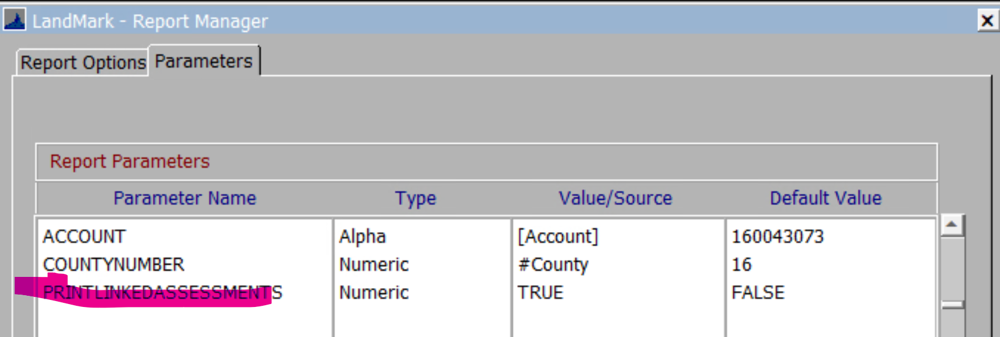 LandMark - Report Manager
Report Options Parameters
Report Parameters
Parameter Name Type Value/Source Default Value
ACCOUNT Alpha [Account] 160043073
COUNTYNUMBER Numeric #County 16
PRINTLINKEDASSESSMENTS Numeric TRUE FALSE